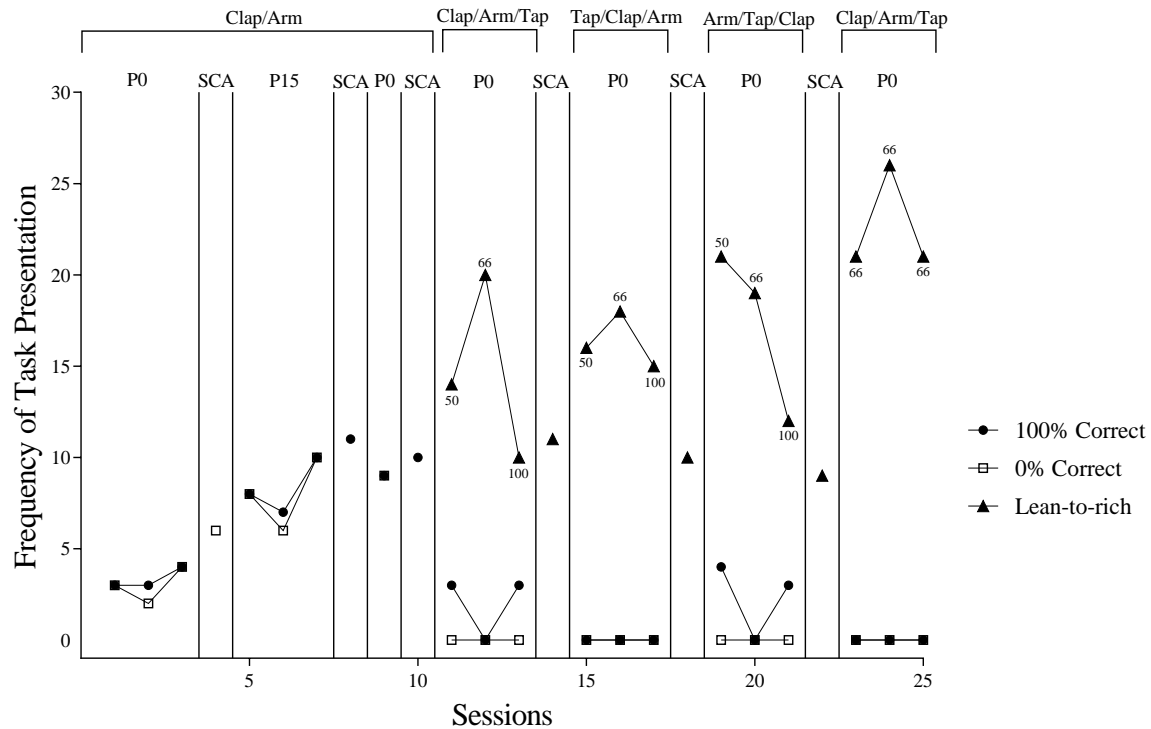 Clap/Arm Clap/Arm/Tap Tap/Clap/Arm Arm/Tap/Clap Clap/Arm/Tap
P0 SCA P15 SCA P0 SCA P0 SCA P0 SCA P0 SCA P0
30
66
25
50
66 66
66 66
20
66
50
15
50
100
100
100% Correct
10
100
0% Correct
Lean-to-rich
5
0
Frequency of Task Presentation
5 10 15 20 25
Sessions